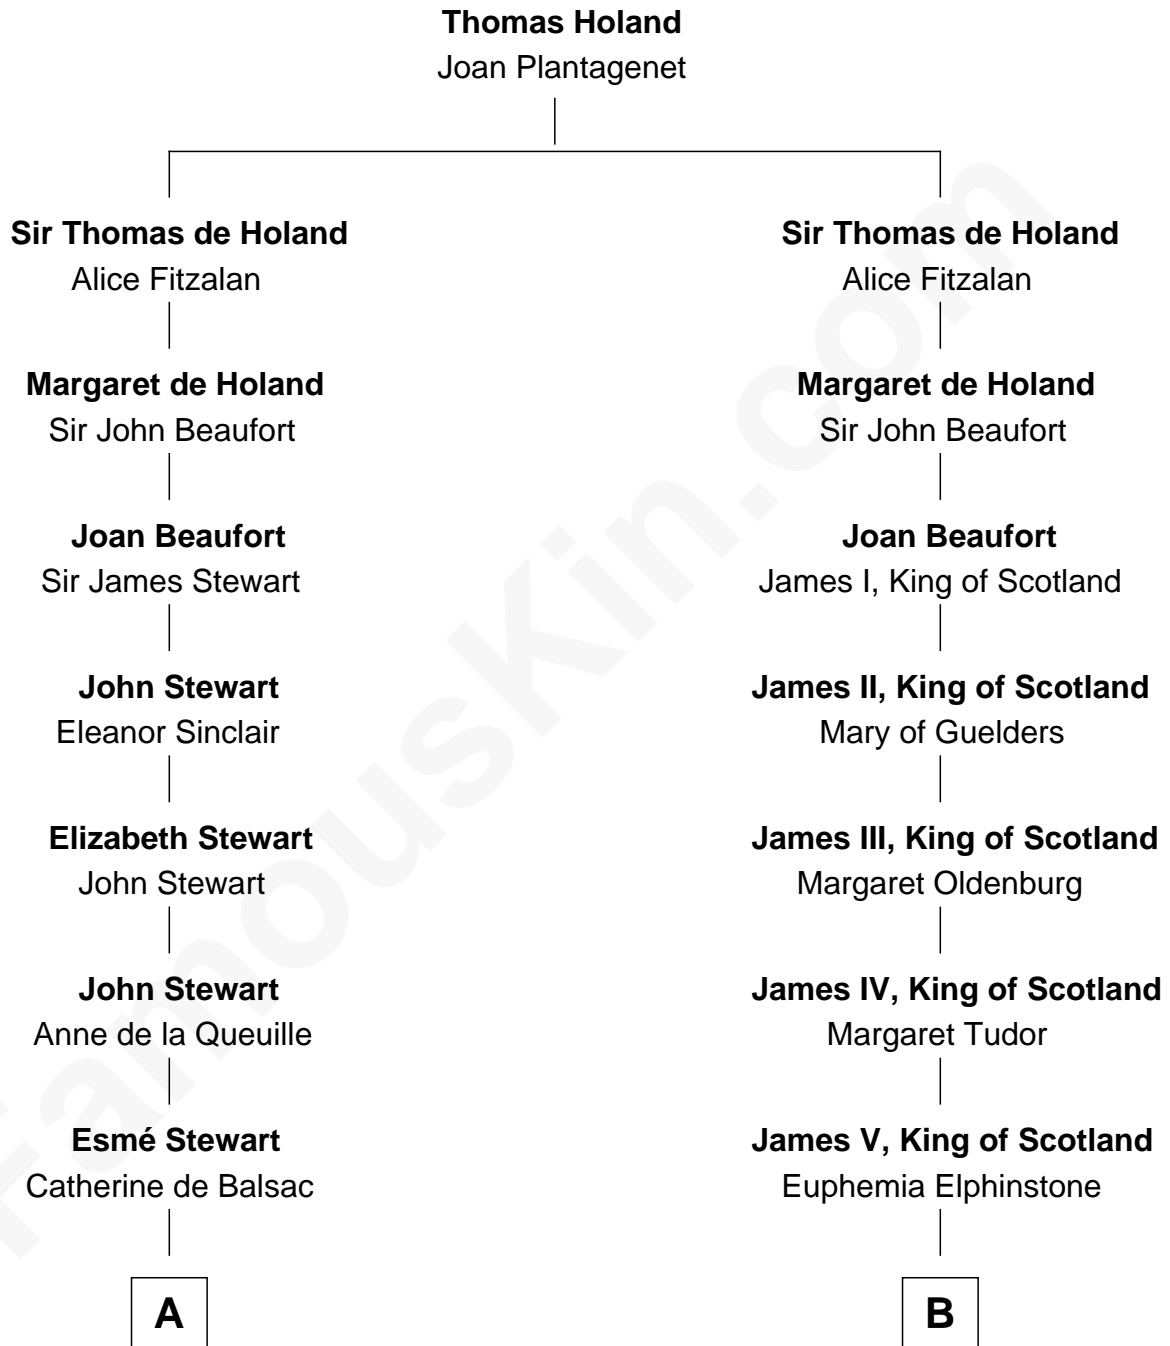 Thomas Holand
Joan Plantagenet
Sir Thomas de Holand
Alice Fitzalan
Sir Thomas de Holand
Alice Fitzalan
Margaret de Holand
Sir John Beaufort
Margaret de Holand
Sir John Beaufort
Joan Beaufort
Sir James Stewart
Joan Beaufort
James I, King of Scotland
John Stewart
Eleanor Sinclair
James II, King of Scotland
Mary of Guelders
Elizabeth Stewart
John Stewart
James III, King of Scotland
Margaret Oldenburg
John Stewart
Anne de la Queuille
James IV, King of Scotland
Margaret Tudor
Esmé Stewart
Catherine de Balsac
James V, King of Scotland
Euphemia Elphinstone
A
B
FamousKin.com